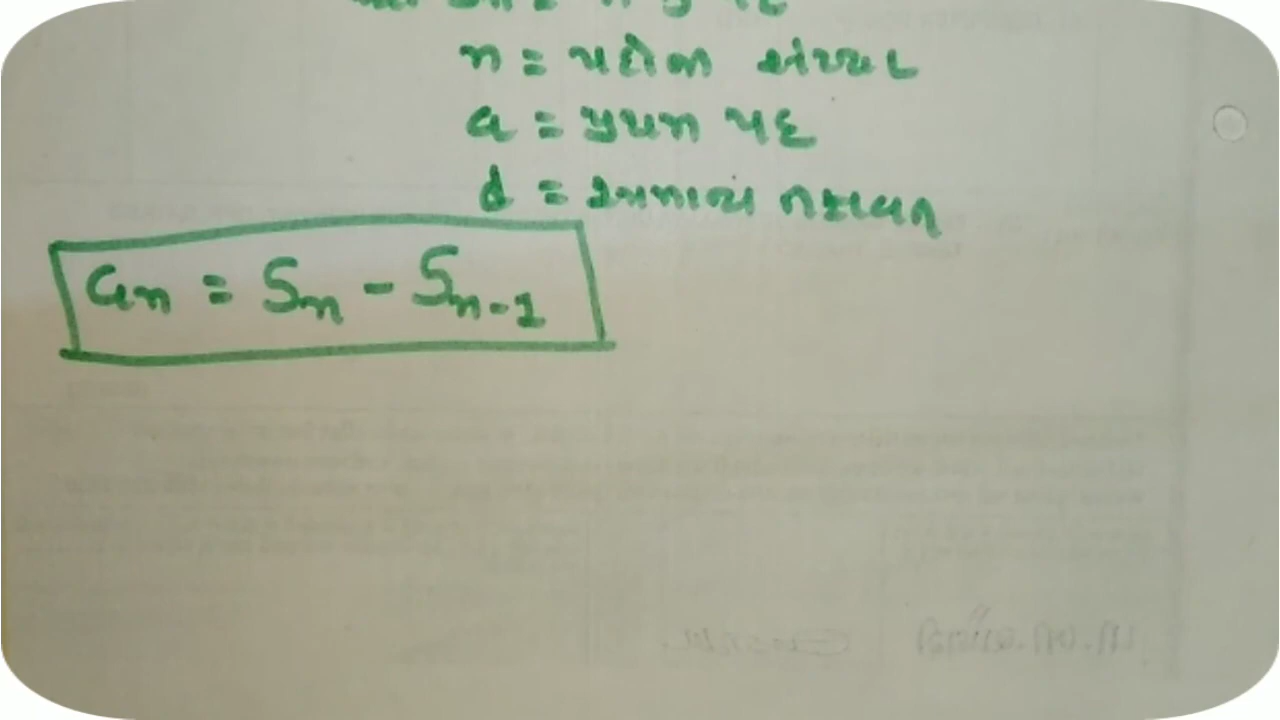 n = પદોની સંખ્યા
a = પ્રથમ પદ
d = સામાન્ય તફાવત
an = Sn - Sn-1